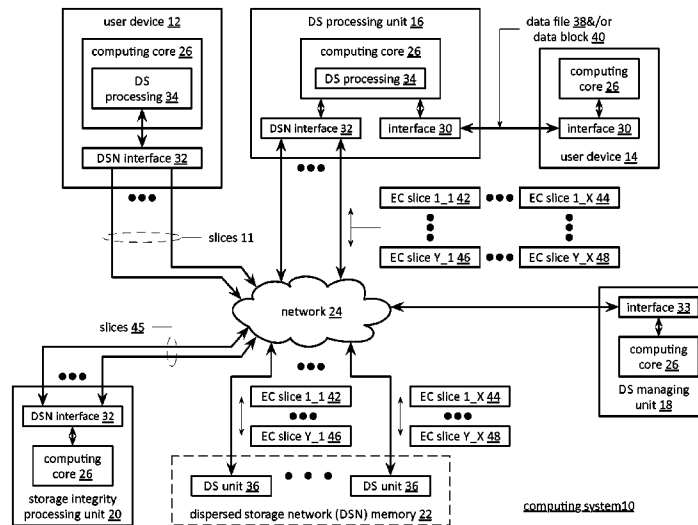 user device 12
computing core 26
DS
processing 34
DSN interface 32
DS processing unit 16
computing core 26
DS processing 34
DSN interface 32
interface 30
data file 38&/or
data block 40
computing
core 26
interface 30
user device 14
slices 11
EC slice 1_1 42
EC slice 1_X 44
EC slice Y_1 46
EC slice Y_X 48
network 24
slices 45
interface 33
computing
core 26
DS managing
unit 18
DSN interface 32
computing
core 26
storage integrity
processing unit 20
EC slice 1_1 42
EC slice Y_1 46
EC slice 1_X 44
EC slice Y_X 48
DS unit 36
DS unit 36
dispersed storage network (DSN) memory 22
computing system10